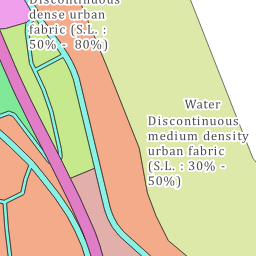 Discontinuous
dense urban
fabric (S.L. :
50% - 80%)
Water
Discontinuous
medium density
urban fabric
(S.L. : 30% -
50%)